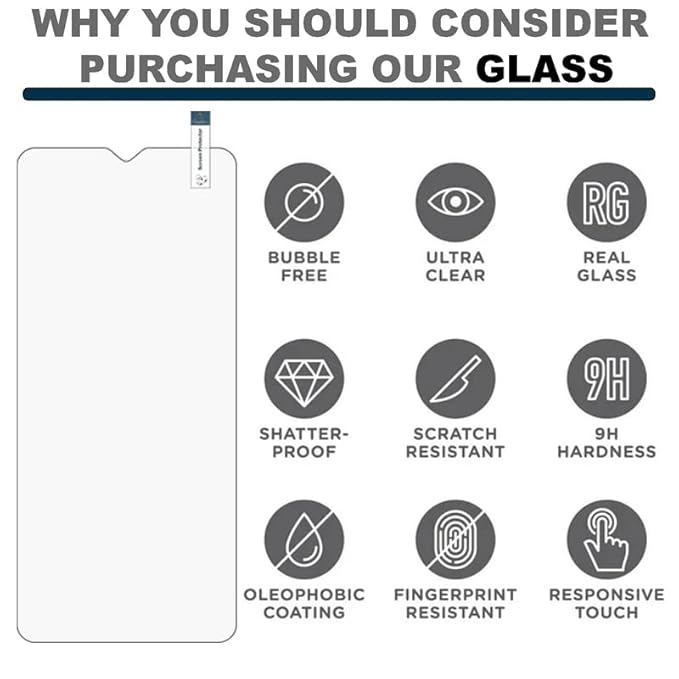 WHY YOU SHOULD CONSIDER
PURCHASING OUR GLASS
Screen Protector
BUBBLE
FREE
ULTRA
CLEAR
RG
REAL
GLASS
SHATTER-
PROOF
SCRATCH
RESISTANT
9H
9H
HARDNESS
OLEOPHOBIC
COATING
FINGERPRINT
RESISTANT
RESPONSIVE
TOUCH